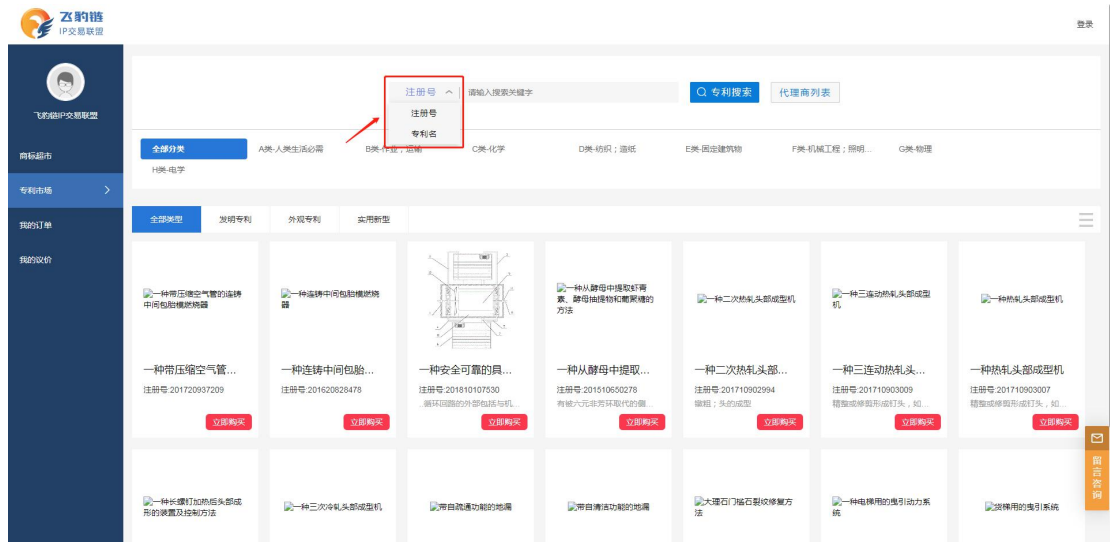 飞豹链
IP交易联盟
登录
飞豹链IP交易联盟
商标超市
专利市场
我的订单
我的议价
注册号
请输入搜索关键字
专利搜索
代理商列表
注册号
专利名
全部分类
A类-人类生活必需
B类-作业；运输
C类-化学
D类-纺织；造纸
E类-固定建筑物
F类-机械工程；照明...
G类-物理
H类-电学
全部类型
发明专利
外观专利
实用新型
一种带压缩空气管的连铸
中间包胎模燃烧器
一种连铸中间包胎模燃烧
器
一种从酵母中提取虾青
素、酵母抽提物和葡聚糖的
方法
一种二次热轧头部成型机
一种三连动热轧头部成型
机
一种热轧头部成型机
一种带压缩空气管...
注册号:201720937209
立即购买
一种连铸中间包胎...
注册号:201620828478
立即购买
一种安全可靠的具...
注册号:201810107530
.循环回路的外部包括与机...
立即购买
一种从酵母中提取...
注册号:201510650278
有被六元非芳环取代的侧...
立即购买
一种二次热轧头部...
注册号:201710902994
镦粗；头的成型
立即购买
一种三连动热轧头...
注册号:201710903009
精整或修剪形成钉头，如...
立即购买
一种热轧头部成型机
注册号:201710903007
精整或修剪形成钉头，如...
立即购买
一种长螺钉加热后头部成
形的装置及控制方法
一种三次冷轧头部成型机
带自疏通功能的地漏
带自清洁功能的地漏
大理石门槛石裂纹修复方
法
一种电梯用的曳引动力系
统
货梯用的曳引系统
留言咨询